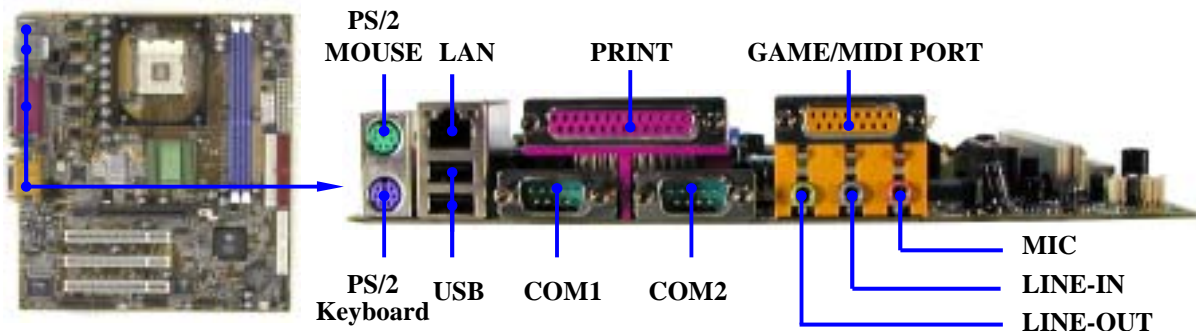 PS/2
MOUSE
LAN
PRINT
GAME/MIDI PORT
PS/2
Keyboard
USB
COM1
COM2
MIC
LINE-IN
LINE-OUT